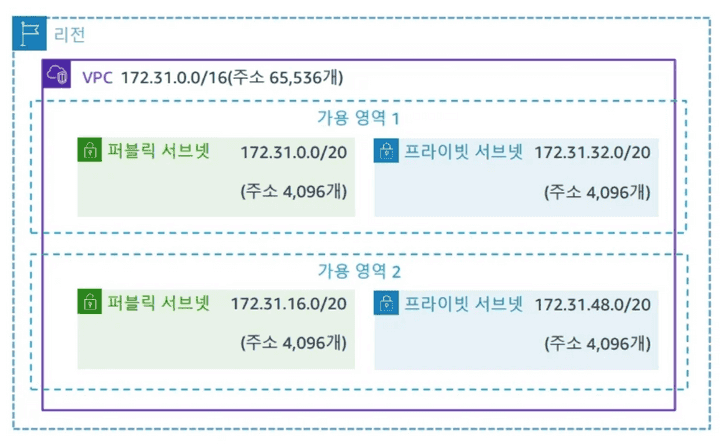 리전
VPC 172.31.0.0/16(주소 65,536개)
가용 영역 1
퍼블릭 서브넷 172.31.0.0/20
(주소 4,096개)
프라이빗 서브넷 172.31.32.0/20
(주소 4,096개)
가용 영역 2
퍼블릭 서브넷 172.31.16.0/20
(주소 4,096개)
프라이빗 서브넷 172.31.48.0/20
(주소 4,096개)